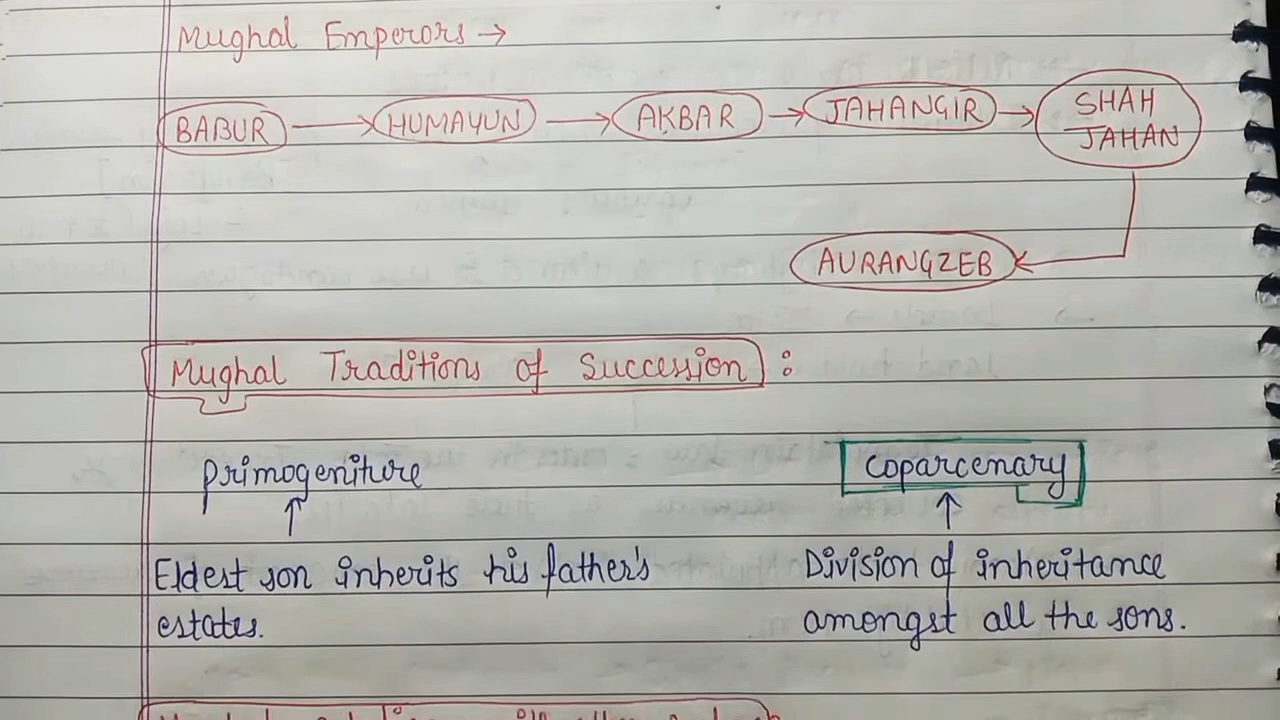 Mughal Emperors →
BABUR → HUMAYUN → AKBAR → JAHANGIR → SHAH JAHAN
AURANGZEB
Mughal Traditions of Succession :
primogeniture
coparcenary
Eldest son inherits his father's
estates.
Division of inheritance
amongst all the sons.